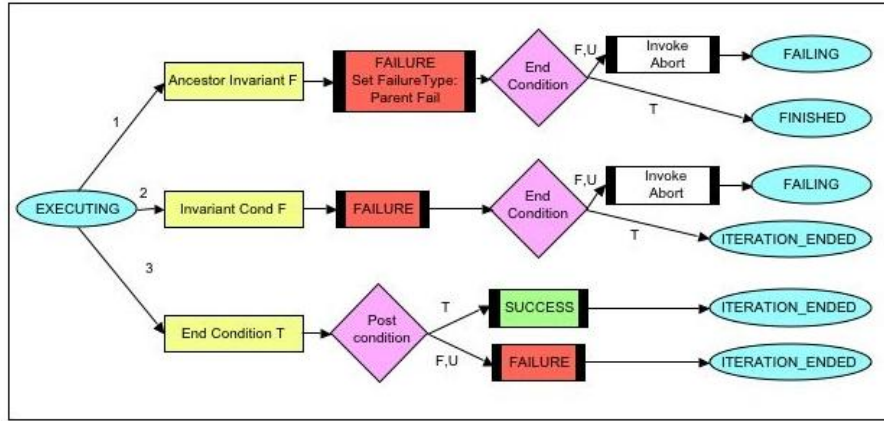 EXECUTING
1
Ancestor Invariant F
FAILURE
Set FailureType:
Parent Fail
End
Condition
F,U
Invoke
Abort
FAILING
T
FINISHED
2
Invariant Cond F
FAILURE
End
Condition
F,U
Invoke
Abort
FAILING
T
ITERATION_ENDED
3
End Condition T
Post
condition
T
SUCCESS
ITERATION_ENDED
F,U
FAILURE
ITERATION_ENDED